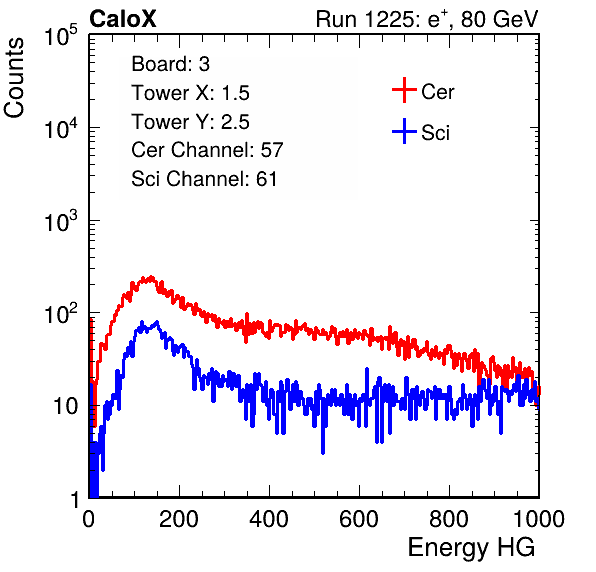 CaloX
Run 1225: e⁺, 80 GeV
Counts
10⁵
10⁴
10³
10²
10
1
Board: 3
Tower X: 1.5
Tower Y: 2.5
Cer Channel: 57
Sci Channel: 61
Cer
Sci
0 200 400 600 800 1000
Energy HG